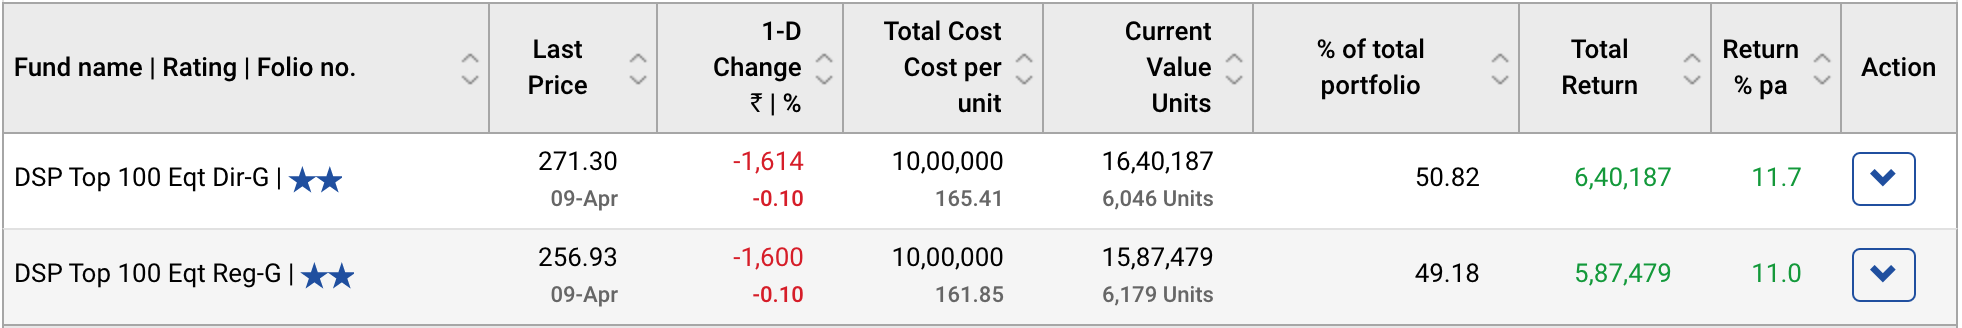 Fund name | Rating | Folio no.
Last
Price
1-D
Change
₹ | %
Total Cost
Cost per
unit
Current
Value
Units
% of total
portfolio
Total
Return
Return
% pa
Action
DSP Top 100 Eqt Dir-G | ★★
271.30
09-Apr
-1,614
-0.10
10,00,000
165.41
16,40,187
6,046 Units
50.82
6,40,187
11.7
DSP Top 100 Eqt Reg-G | ★★
256.93
09-Apr
-1,600
-0.10
10,00,000
161.85
15,87,479
6,179 Units
49.18
5,87,479
11.0